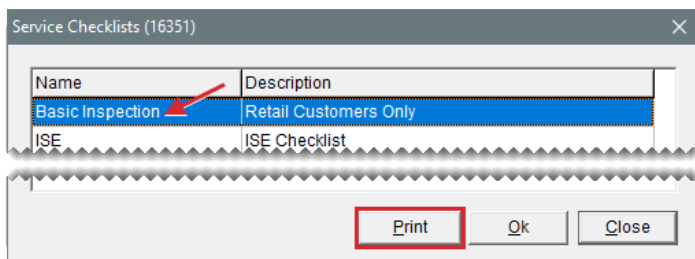 Service Checklists (16351)
Name Description
Basic Inspection Retail Customers Only
ISE ISE Checklist
Print Ok Close